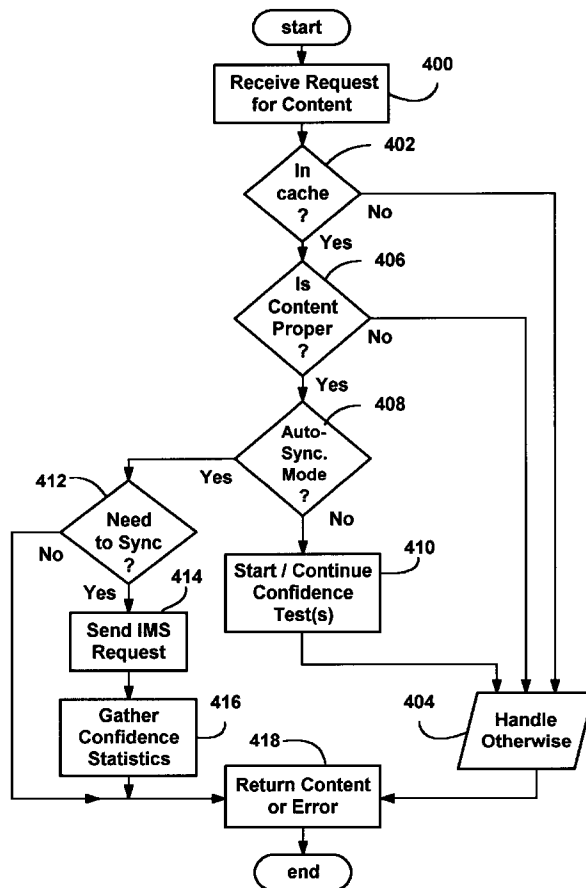 start
Receive Request
for Content
400
In
cache
?
402
No
Yes
Is
Content
Proper
?
406
No
Yes
Auto-
Sync.
Mode
?
408
Yes
No
412
Need
to Sync
?
No
Yes
Start / Continue
Confidence
Test(s)
410
414
Send IMS
Request
Gather
Confidence
Statistics
416
404
Handle
Otherwise
418
Return Content
or Error
end